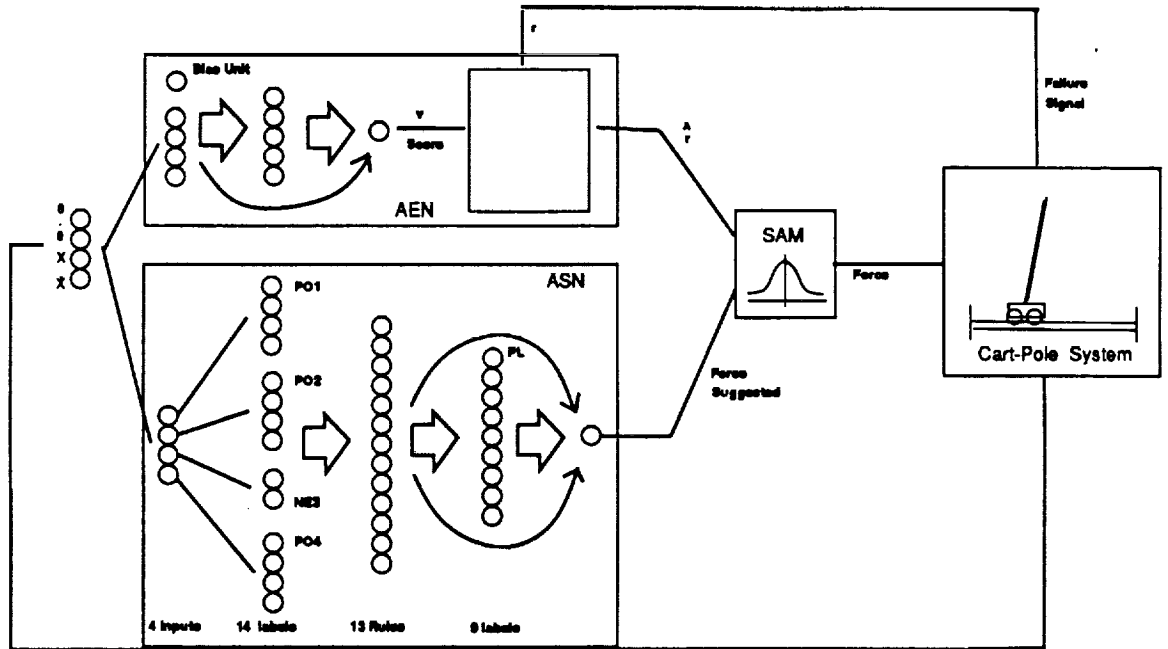 r
Bias Unit
Failure
Signal
v
Score
^
r
AEN
θ
θ̇
X
Ẋ
SAM
ASN
PO1
Force
PL
Cart-Pole System
PO2
Force
Suggested
NE3
PO4
4 Inputs 14 labels 13 Rules 9 labels